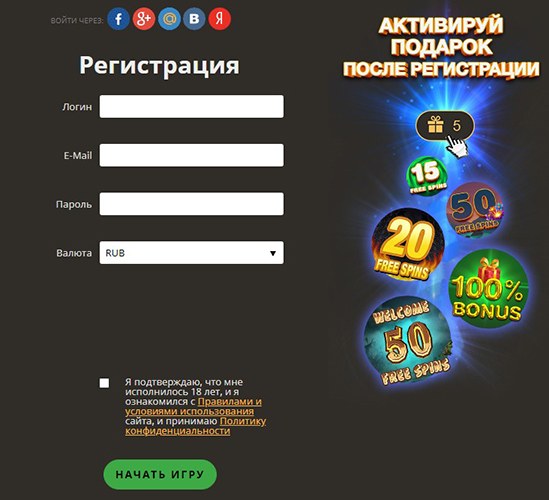 ВОЙТИ ЧЕРЕЗ:
f
g+
@
B
Я
Регистрация
Логин
E-Mail
Пароль
Валюта
RUB
Я подтверждаю, что мне
исполнилось 18 лет, и я
ознакомился с Правилами и
условиями использования
сайта, и принимаю Политику
конфиденциальности
НАЧАТЬ ИГРУ
АКТИВИРУЙ
ПОДАРОК
ПОСЛЕ РЕГИСТРАЦИИ
5
15
FREE SPINS
50
FREE SPINS
20
FREE SPINS
100%
BONUS
WELCOME
50
FREE SPINS